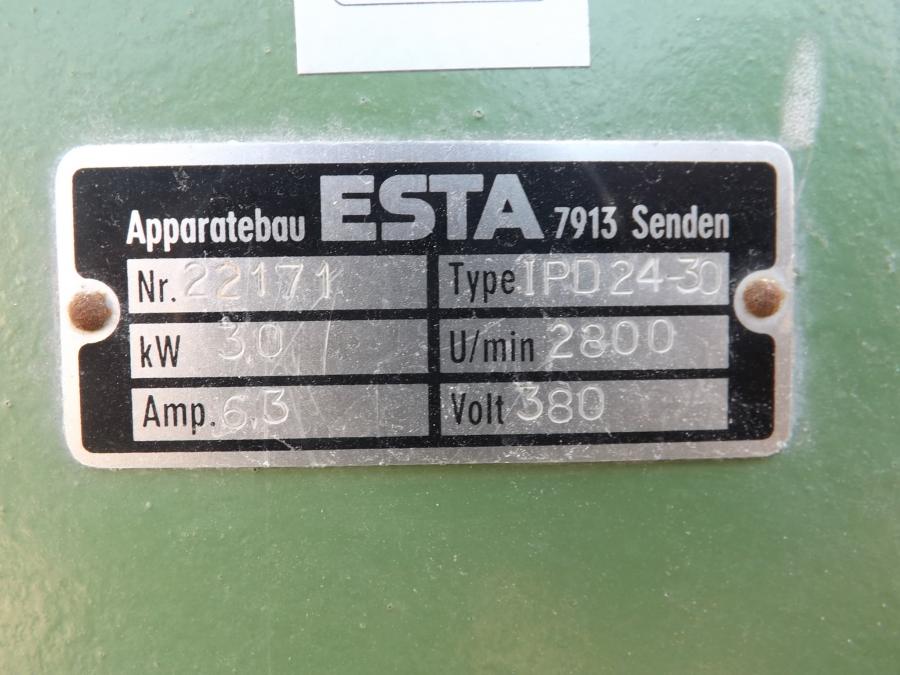 Apparatebau ESTA 7913 Senden
Nr. 22171 Type IPD 24-30
kW 3.0 U/min 2800
Amp. 6.3 Volt 380